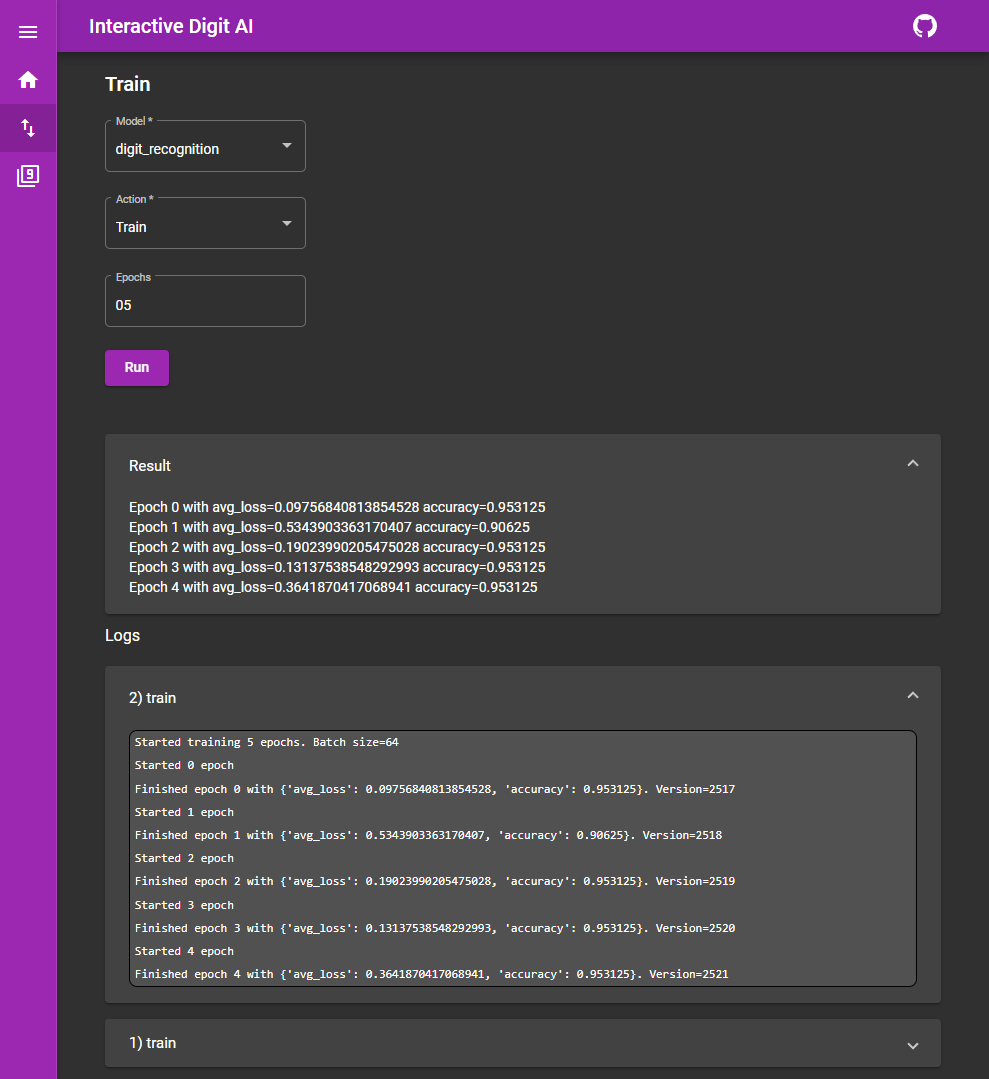 Interactive Digit AI
9
Train
Model *
digit_recognition
Action *
Train
Epochs
05
Run
Result
Epoch 0 with avg_loss=0.09756840813854528 accuracy=0.953125
Epoch 1 with avg_loss=0.5343903363170407 accuracy=0.90625
Epoch 2 with avg_loss=0.19023990205475028 accuracy=0.953125
Epoch 3 with avg_loss=0.13137538548292993 accuracy=0.953125
Epoch 4 with avg_loss=0.3641870417068941 accuracy=0.953125
Logs
2) train
Started training 5 epochs. Batch size=64
Started 0 epoch
Finished epoch 0 with {'avg_loss': 0.09756840813854528, 'accuracy': 0.953125}. Version=2517
Started 1 epoch
Finished epoch 1 with {'avg_loss': 0.5343903363170407, 'accuracy': 0.90625}. Version=2518
Started 2 epoch
Finished epoch 2 with {'avg_loss': 0.19023990205475028, 'accuracy': 0.953125}. Version=2519
Started 3 epoch
Finished epoch 3 with {'avg_loss': 0.13137538548292993, 'accuracy': 0.953125}. Version=2520
Started 4 epoch
Finished epoch 4 with {'avg_loss': 0.3641870417068941, 'accuracy': 0.953125}. Version=2521
1) train